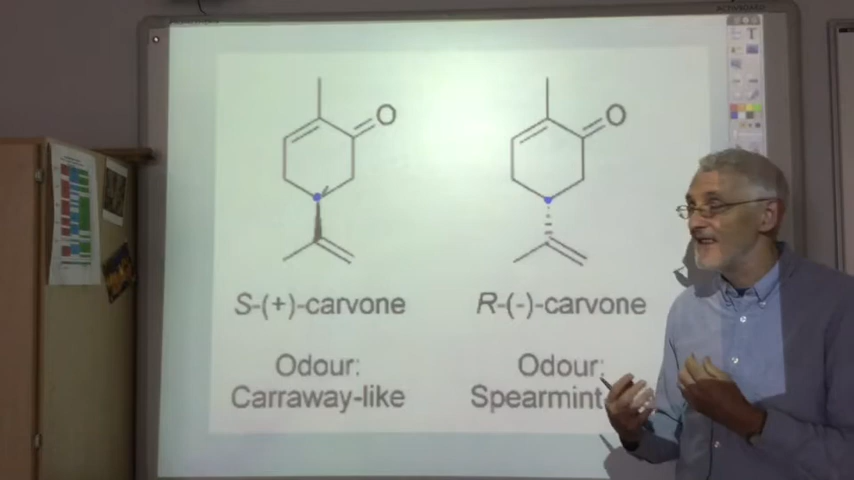 O
O
S-(+)-carvone
R-(-)-carvone
Odour:
Carraway-like
Odour:
Spearmint
T